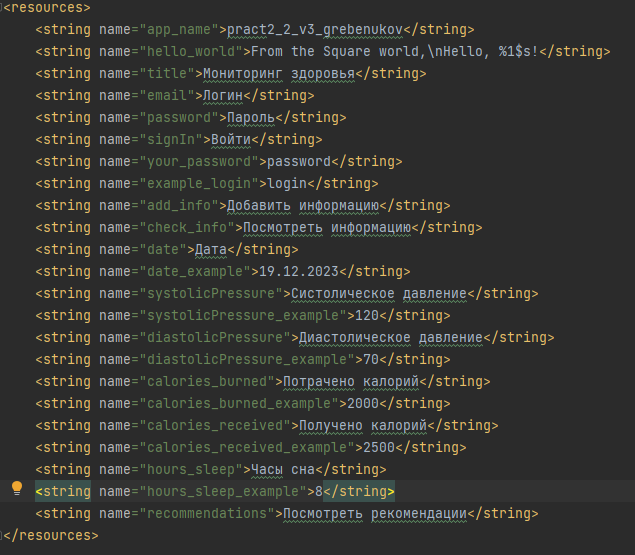 <resources>
<string name="app_name">pract2_2_v3_grebenukov</string>
<string name="hello_world">From the Square world,\nHello, %1$s!</string>
<string name="title">Мониторинг здоровья</string>
<string name="email">Логин</string>
<string name="password">Пароль</string>
<string name="signIn">Войти</string>
<string name="your_password">password</string>
<string name="example_login">login</string>
<string name="add_info">Добавить информацию</string>
<string name="check_info">Посмотреть информацию</string>
<string name="date">Дата</string>
<string name="date_example">19.12.2023</string>
<string name="systolicPressure">Систолическое давление</string>
<string name="systolicPressure_example">120</string>
<string name="diastolicPressure">Диастолическое давление</string>
<string name="diastolicPressure_example">70</string>
<string name="calories_burned">Потрачено калорий</string>
<string name="calories_burned_example">2000</string>
<string name="calories_received">Получено калорий</string>
<string name="calories_received_example">2500</string>
<string name="hours_sleep">Часы сна</string>
<string name="hours_sleep_example">8</string>
<string name="recommendations">Посмотреть рекомендации</string>
</resources>